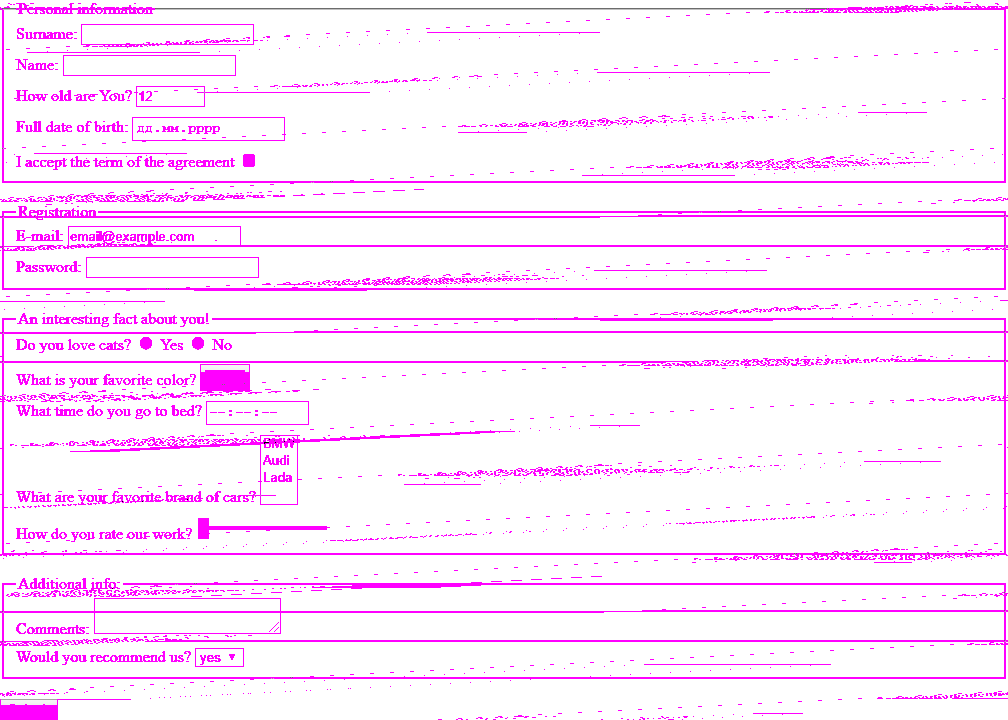 Personal information
Surname:
Name:
How old are You? 12
Full date of birth: дд.мм.рррр
I accept the term of the agreement
Registration
E-mail: email@example.com
Password:
An interesting fact about you!
Do you love cats? Yes No
What is your favorite color?
What time do you go to bed? --:--:--
BMW
Audi
Lada
What are your favorite brand of cars?
How do you rate our work?
Additional info:
Comments:
Would you recommend us? yes